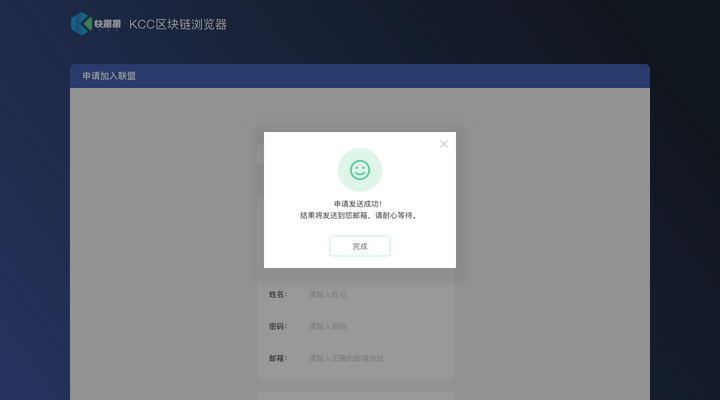 快撮撮 KCC区块链浏览器
申请加入联盟
申请发送成功!
结果将发送到您邮箱，请耐心等待。
完成
姓名: 请输入姓名
密码: 请输入密码
邮箱: 请输入正确的邮箱地址